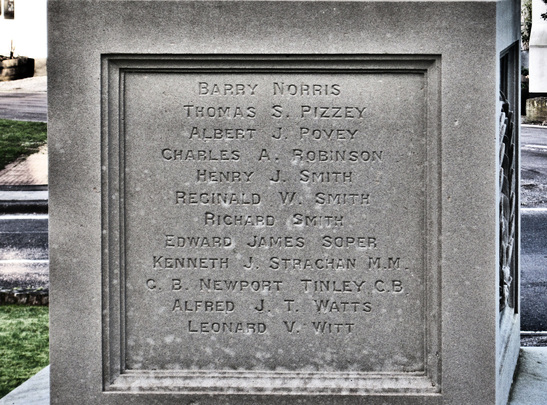 BARRY NORRIS
THOMAS S. PIZZEY
ALBERT J. POVEY
CHARLES A. ROBINSON
HENRY J. SMITH
REGINALD W. SMITH
RICHARD SMITH
EDWARD JAMES SOPER
KENNETH J. STRACHAN M.M.
C. B. NEWPORT TINLEY C.B
ALFRED J. T. WATTS
LEONARD V. WITT